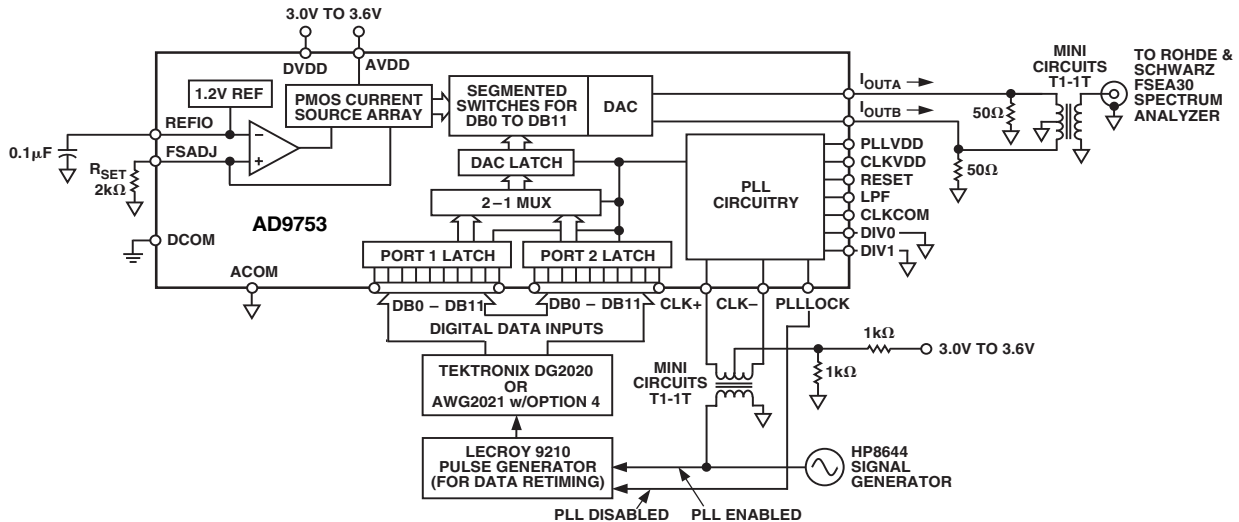 3.0V TO 3.6V
DVDD
AVDD
1.2V REF
PMOS CURRENT
SOURCE ARRAY
SEGMENTED
SWITCHES FOR
DB0 TO DB11
DAC
IOUTA
IOUTB
MINI
CIRCUITS
T1-1T
TO ROHDE &
SCHWARZ
FSEA30
SPECTRUM
ANALYZER
50Ω
50Ω
REFIO
FSADJ
0.1µF
RSET
2kΩ
−
+
DAC LATCH
2–1 MUX
PLL
CIRCUITRY
PLLVDD
CLKVDD
RESET
LPF
CLKCOM
DIV0
DIV1
AD9753
DCOM
ACOM
PORT 1 LATCH
PORT 2 LATCH
DB0 – DB11
DB0 – DB11
CLK+
CLK–
PLLLOCK
DIGITAL DATA INPUTS
1kΩ
3.0V TO 3.6V
1kΩ
TEKTRONIX DG2020
OR
AWG2021 w/OPTION 4
MINI
CIRCUITS
T1-1T
LECROY 9210
PULSE GENERATOR
(FOR DATA RETIMING)
HP8644
SIGNAL
GENERATOR
PLL DISABLED
PLL ENABLED